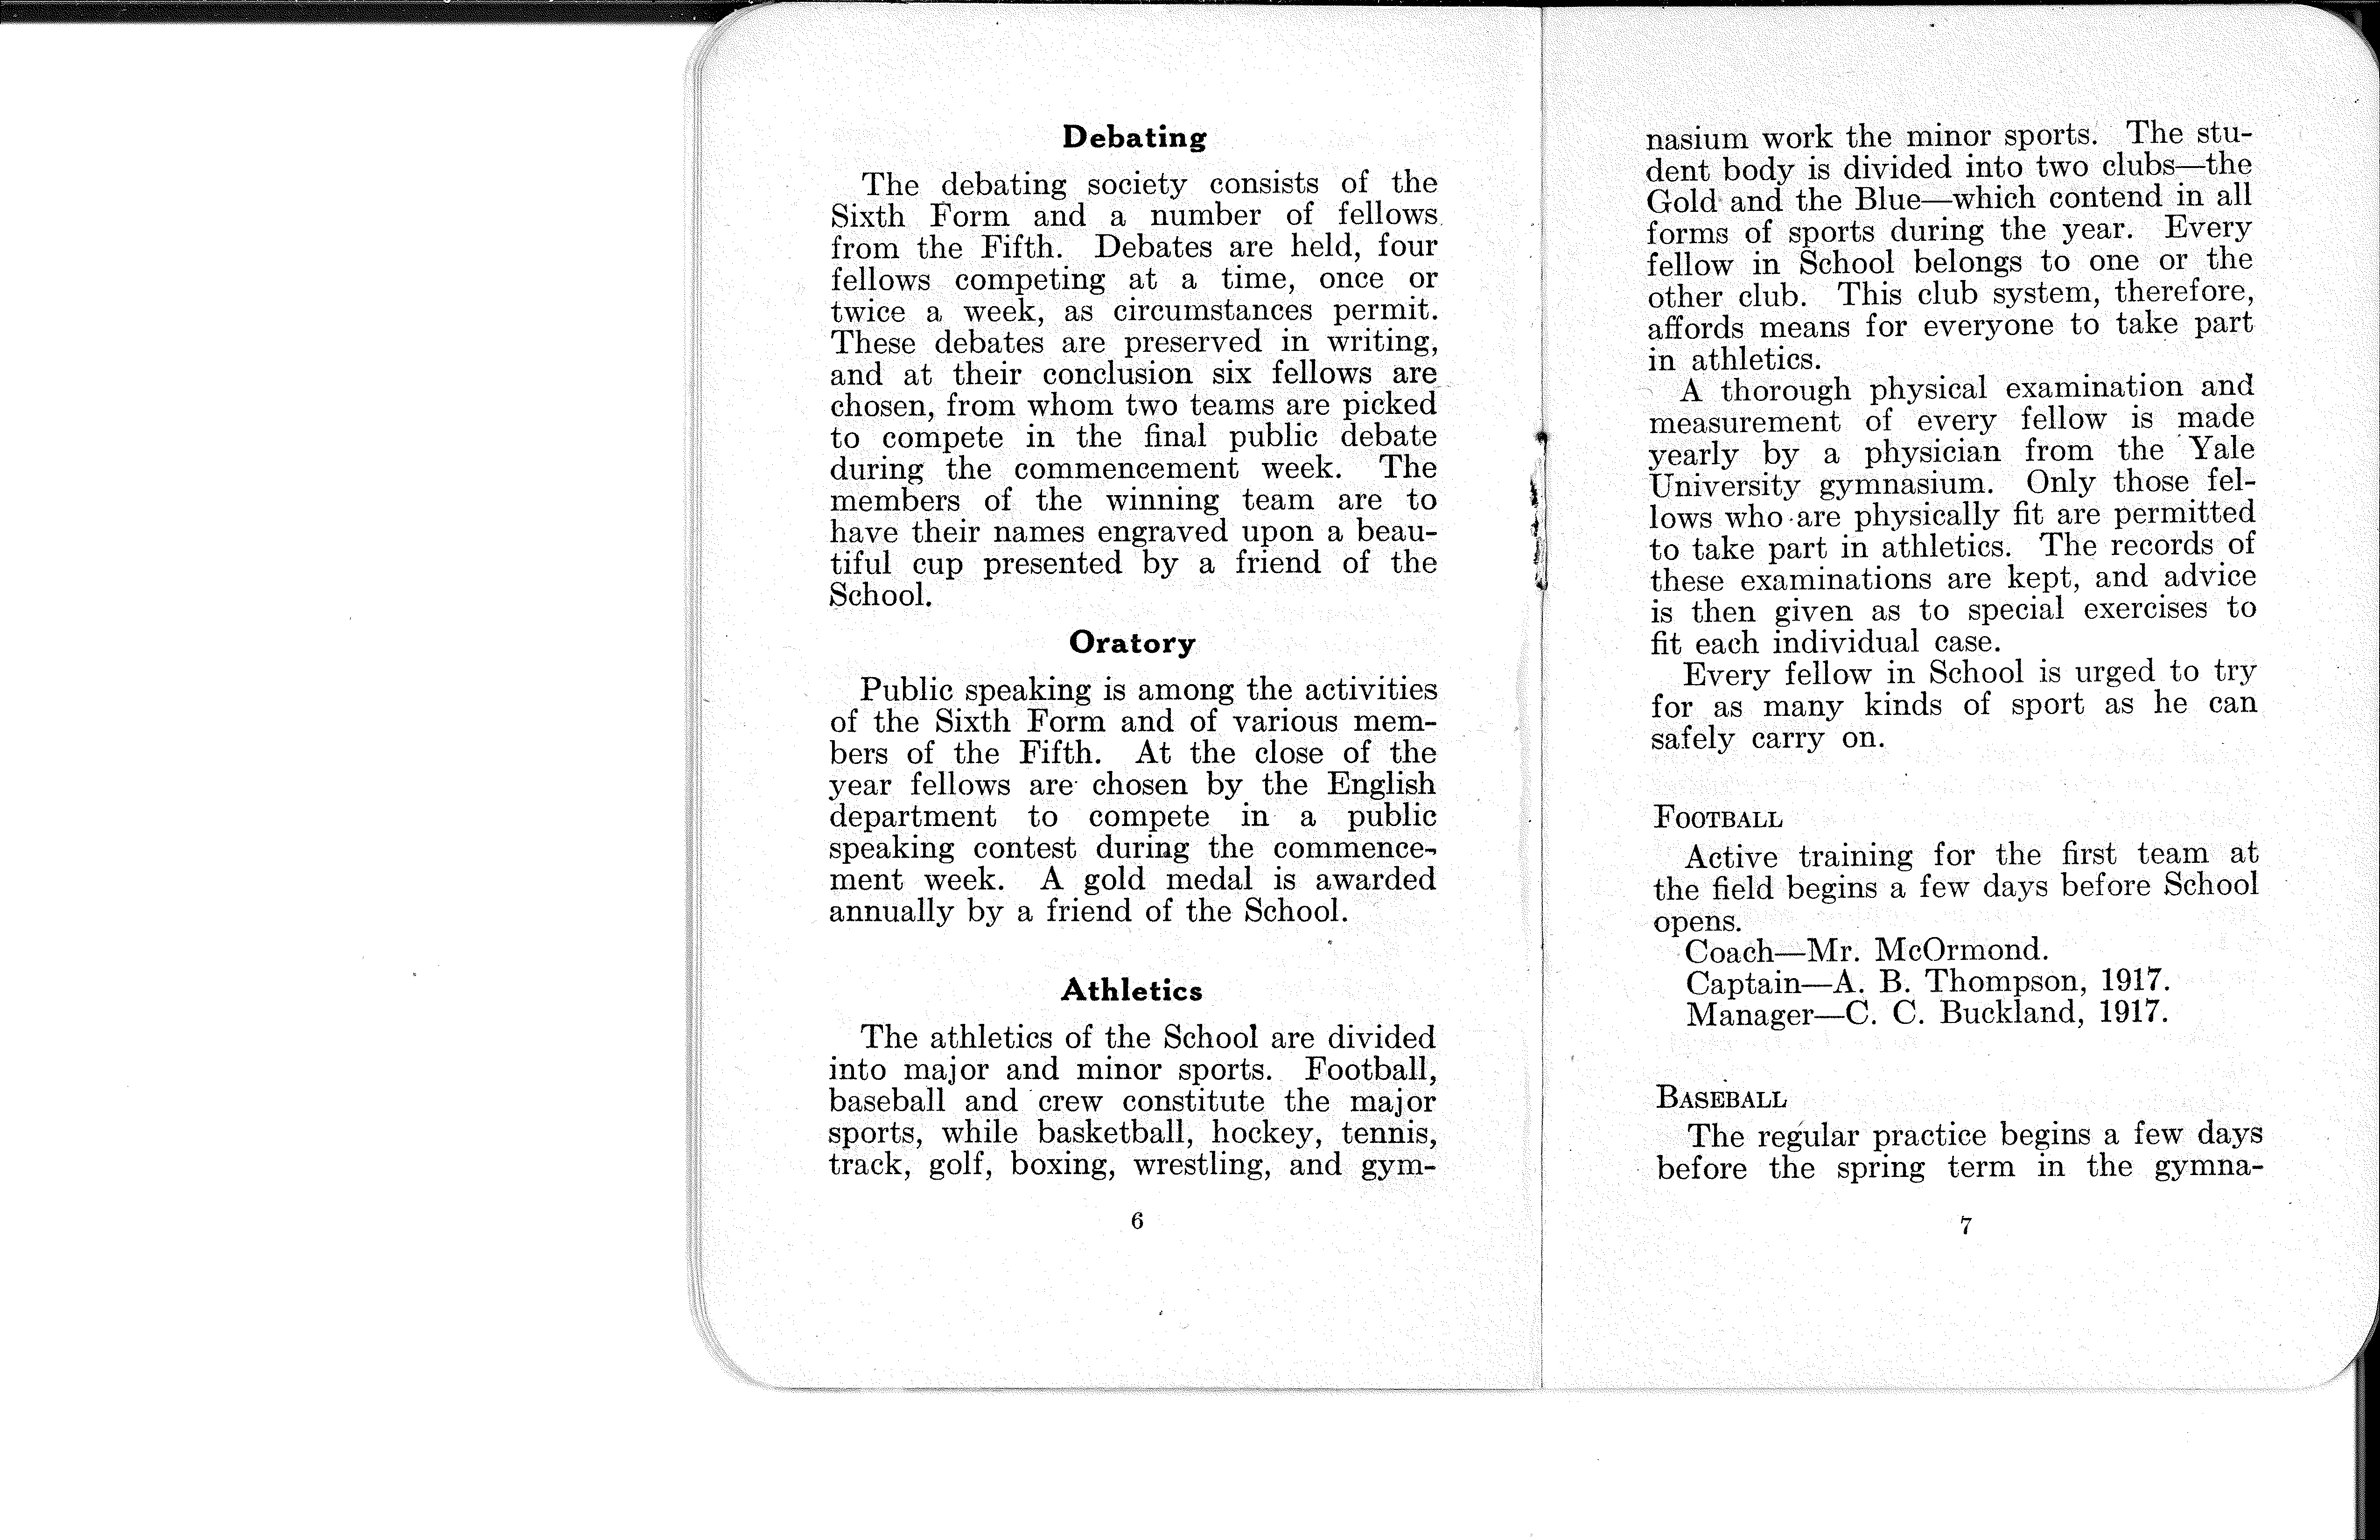 Debating
The debating society consists of the
Sixth Form and a number of fellows
from the Fifth. Debates are held, four
fellows competing at a time, once or
twice a week, as circumstances permit.
These debates are preserved in writing,
and at their conclusion six fellows are
chosen, from whom two teams are picked
to compete in the final public debate
during the commencement week. The
members of the winning team are to
have their names engraved upon a beau-
tiful cup presented by a friend of the
School.
Oratory
Public speaking is among the activities
of the Sixth Form and of various mem-
bers of the Fifth. At the close of the
year fellows are chosen by the English
department to compete in a public
speaking contest during the commence-
ment week. A gold medal is awarded
annually by a friend of the School.
Athletics
The athletics of the School are divided
into major and minor sports. Football,
baseball and crew constitute the major
sports, while basketball, hockey, tennis,
track, golf, boxing, wrestling, and gym-
6
nasium work the minor sports. The stu-
dent body is divided into two clubs—the
Gold and the Blue—which contend in all
forms of sports during the year. Every
fellow in School belongs to one or the
other club. This club system, therefore,
affords means for everyone to take part
in athletics.
A thorough physical examination and
measurement of every fellow is made
yearly by a physician from the Yale
University gymnasium. Only those fel-
lows who are physically fit are permitted
to take part in athletics. The records of
these examinations are kept, and advice
is then given as to special exercises to
fit each individual case.
Every fellow in School is urged to try
for as many kinds of sport as he can
safely carry on.
FOOTBALL
Active training for the first team at
the field begins a few days before School
opens.
Coach—Mr. McOrmond.
Captain—A. B. Thompson, 1917.
Manager—C. C. Buckland, 1917.
BASEBALL
The regular practice begins a few days
before the spring term in the gymna-
7